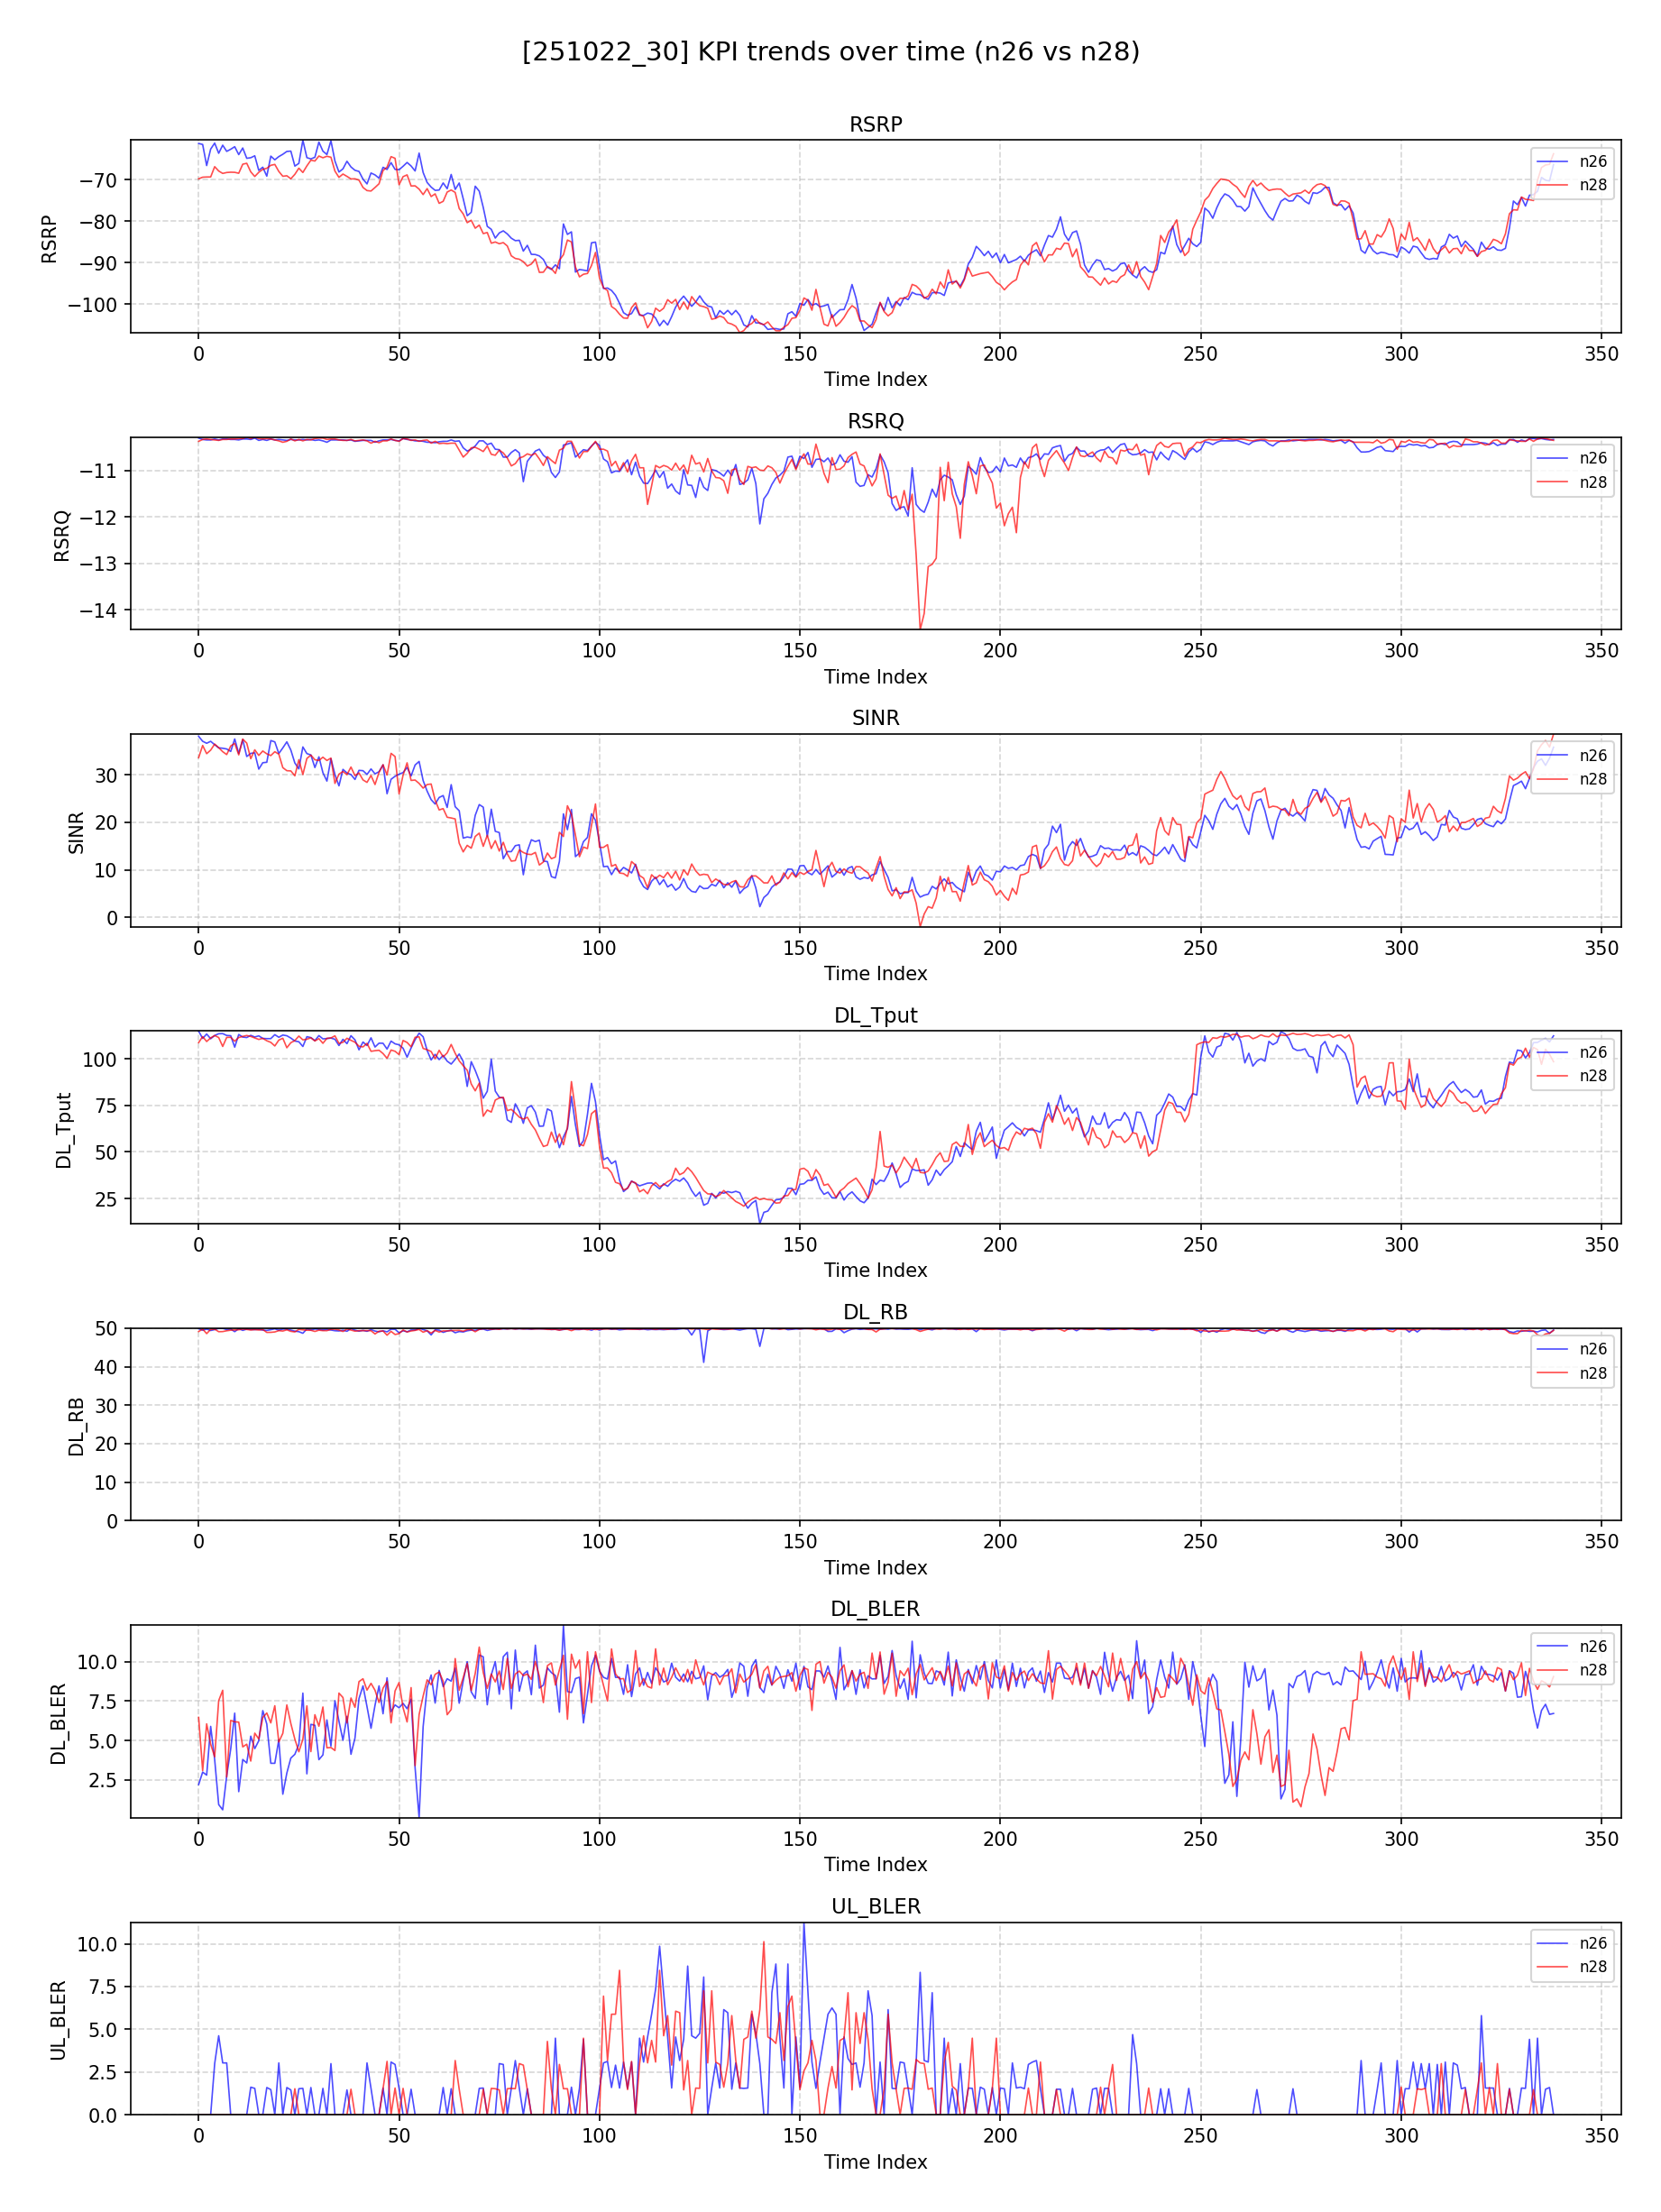 [251022_30] KPI trends over time (n26 vs n28)
RSRP
RSRP
−70
−80
−90
−100
n26
n28
0 50 100 150 200 250 300 350
Time Index
RSRQ
RSRQ
−11
−12
−13
−14
n26
n28
0 50 100 150 200 250 300 350
Time Index
SINR
SINR
30
20
10
0
n26
n28
0 50 100 150 200 250 300 350
Time Index
DL_Tput
DL_Tput
100
75
50
25
n26
n28
0 50 100 150 200 250 300 350
Time Index
DL_RB
DL_RB
50
40
30
20
10
0
n26
n28
0 50 100 150 200 250 300 350
Time Index
DL_BLER
DL_BLER
10.0
7.5
5.0
2.5
n26
n28
0 50 100 150 200 250 300 350
Time Index
UL_BLER
UL_BLER
10.0
7.5
5.0
2.5
0.0
n26
n28
0 50 100 150 200 250 300 350
Time Index